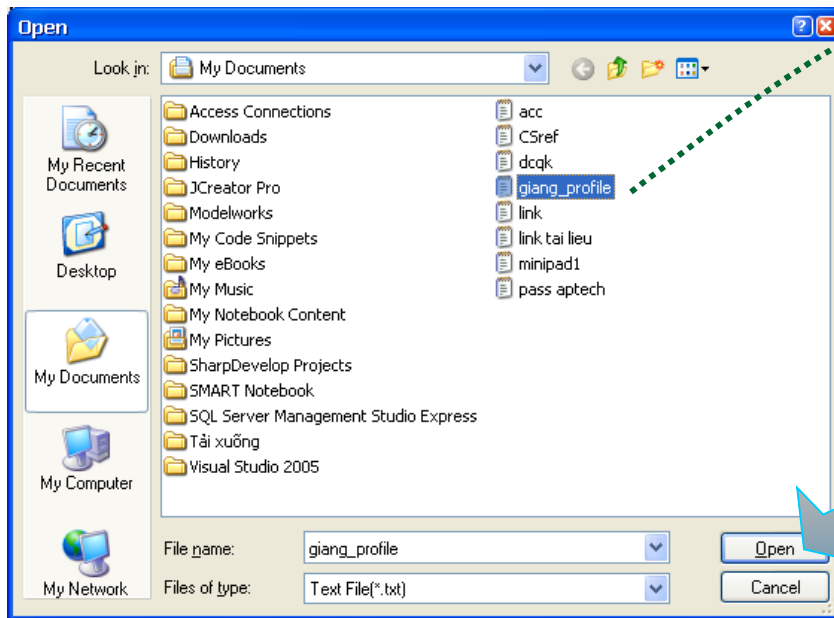 Open
Look in: My Documents
My Recent Documents
Desktop
My Documents
My Computer
My Network
Access Connections
Downloads
History
JCreator Pro
Modelworks
My Code Snippets
My eBooks
My Music
My Notebook Content
My Pictures
SharpDevelop Projects
SMART Notebook
SQL Server Management Studio Express
Tải xuống
Visual Studio 2005
acc
CSref
dcqk
giang_profile
link
link tai lieu
minipad1
pass aptech
File name: giang_profile Open
Files of type: Text File(*.txt) Cancel